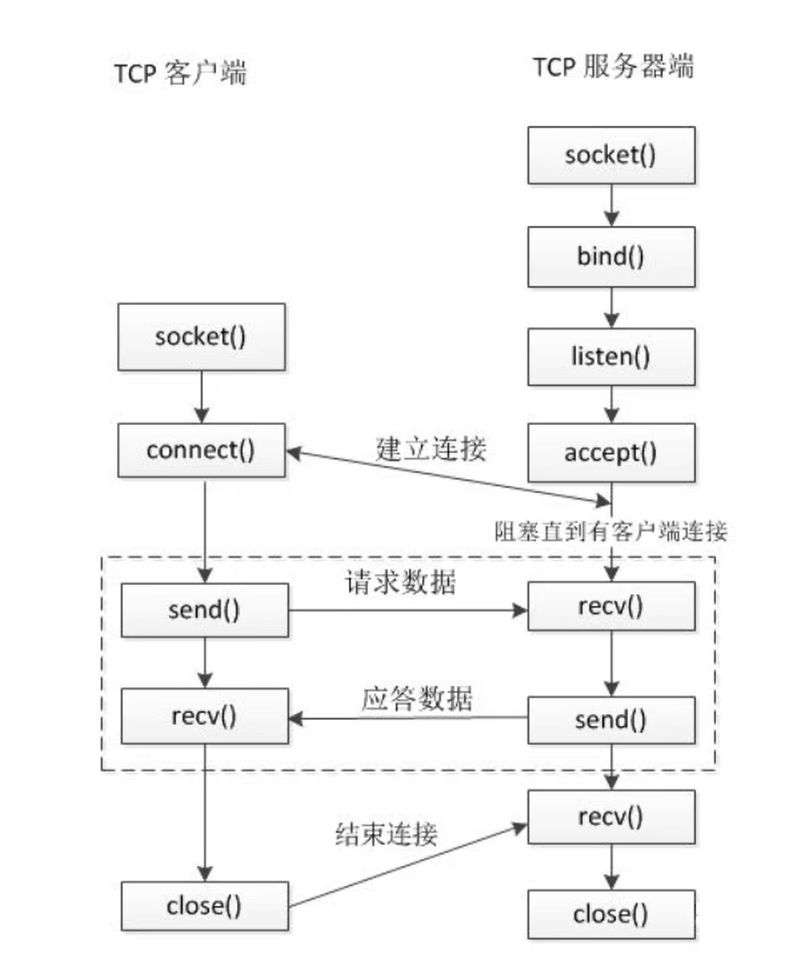 TCP 客户端
TCP 服务器端
socket()
bind()
socket()
listen()
connect()
建立连接
accept()
阻塞直到有客户端连接
send()
请求数据
recv()
recv()
应答数据
send()
结束连接
recv()
close()
close()